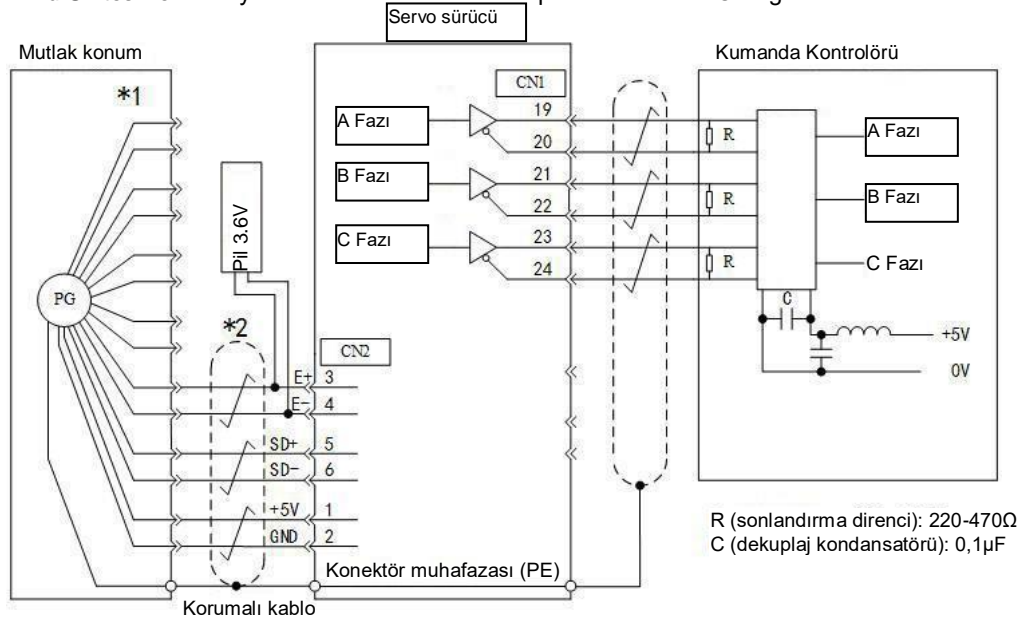 Servo sürücü
Mutlak konum
Kumanda Kontrolörü
*1
CN1
A Fazı
19
20
R
A Fazı
B Fazı
21
22
R
B Fazı
C Fazı
23
24
R
C Fazı
Pil 3.6V
PG
C
+5V
0V
*2
CN2
E+ 3
E- 4
SD+ 5
SD- 6
+5V 1
GND 2
R (sonlandırma direnci): 220-470Ω
C (dekuplaj kondansatörü): 0,1µF
Konektör muhafazası (PE)
Korumalı kablo